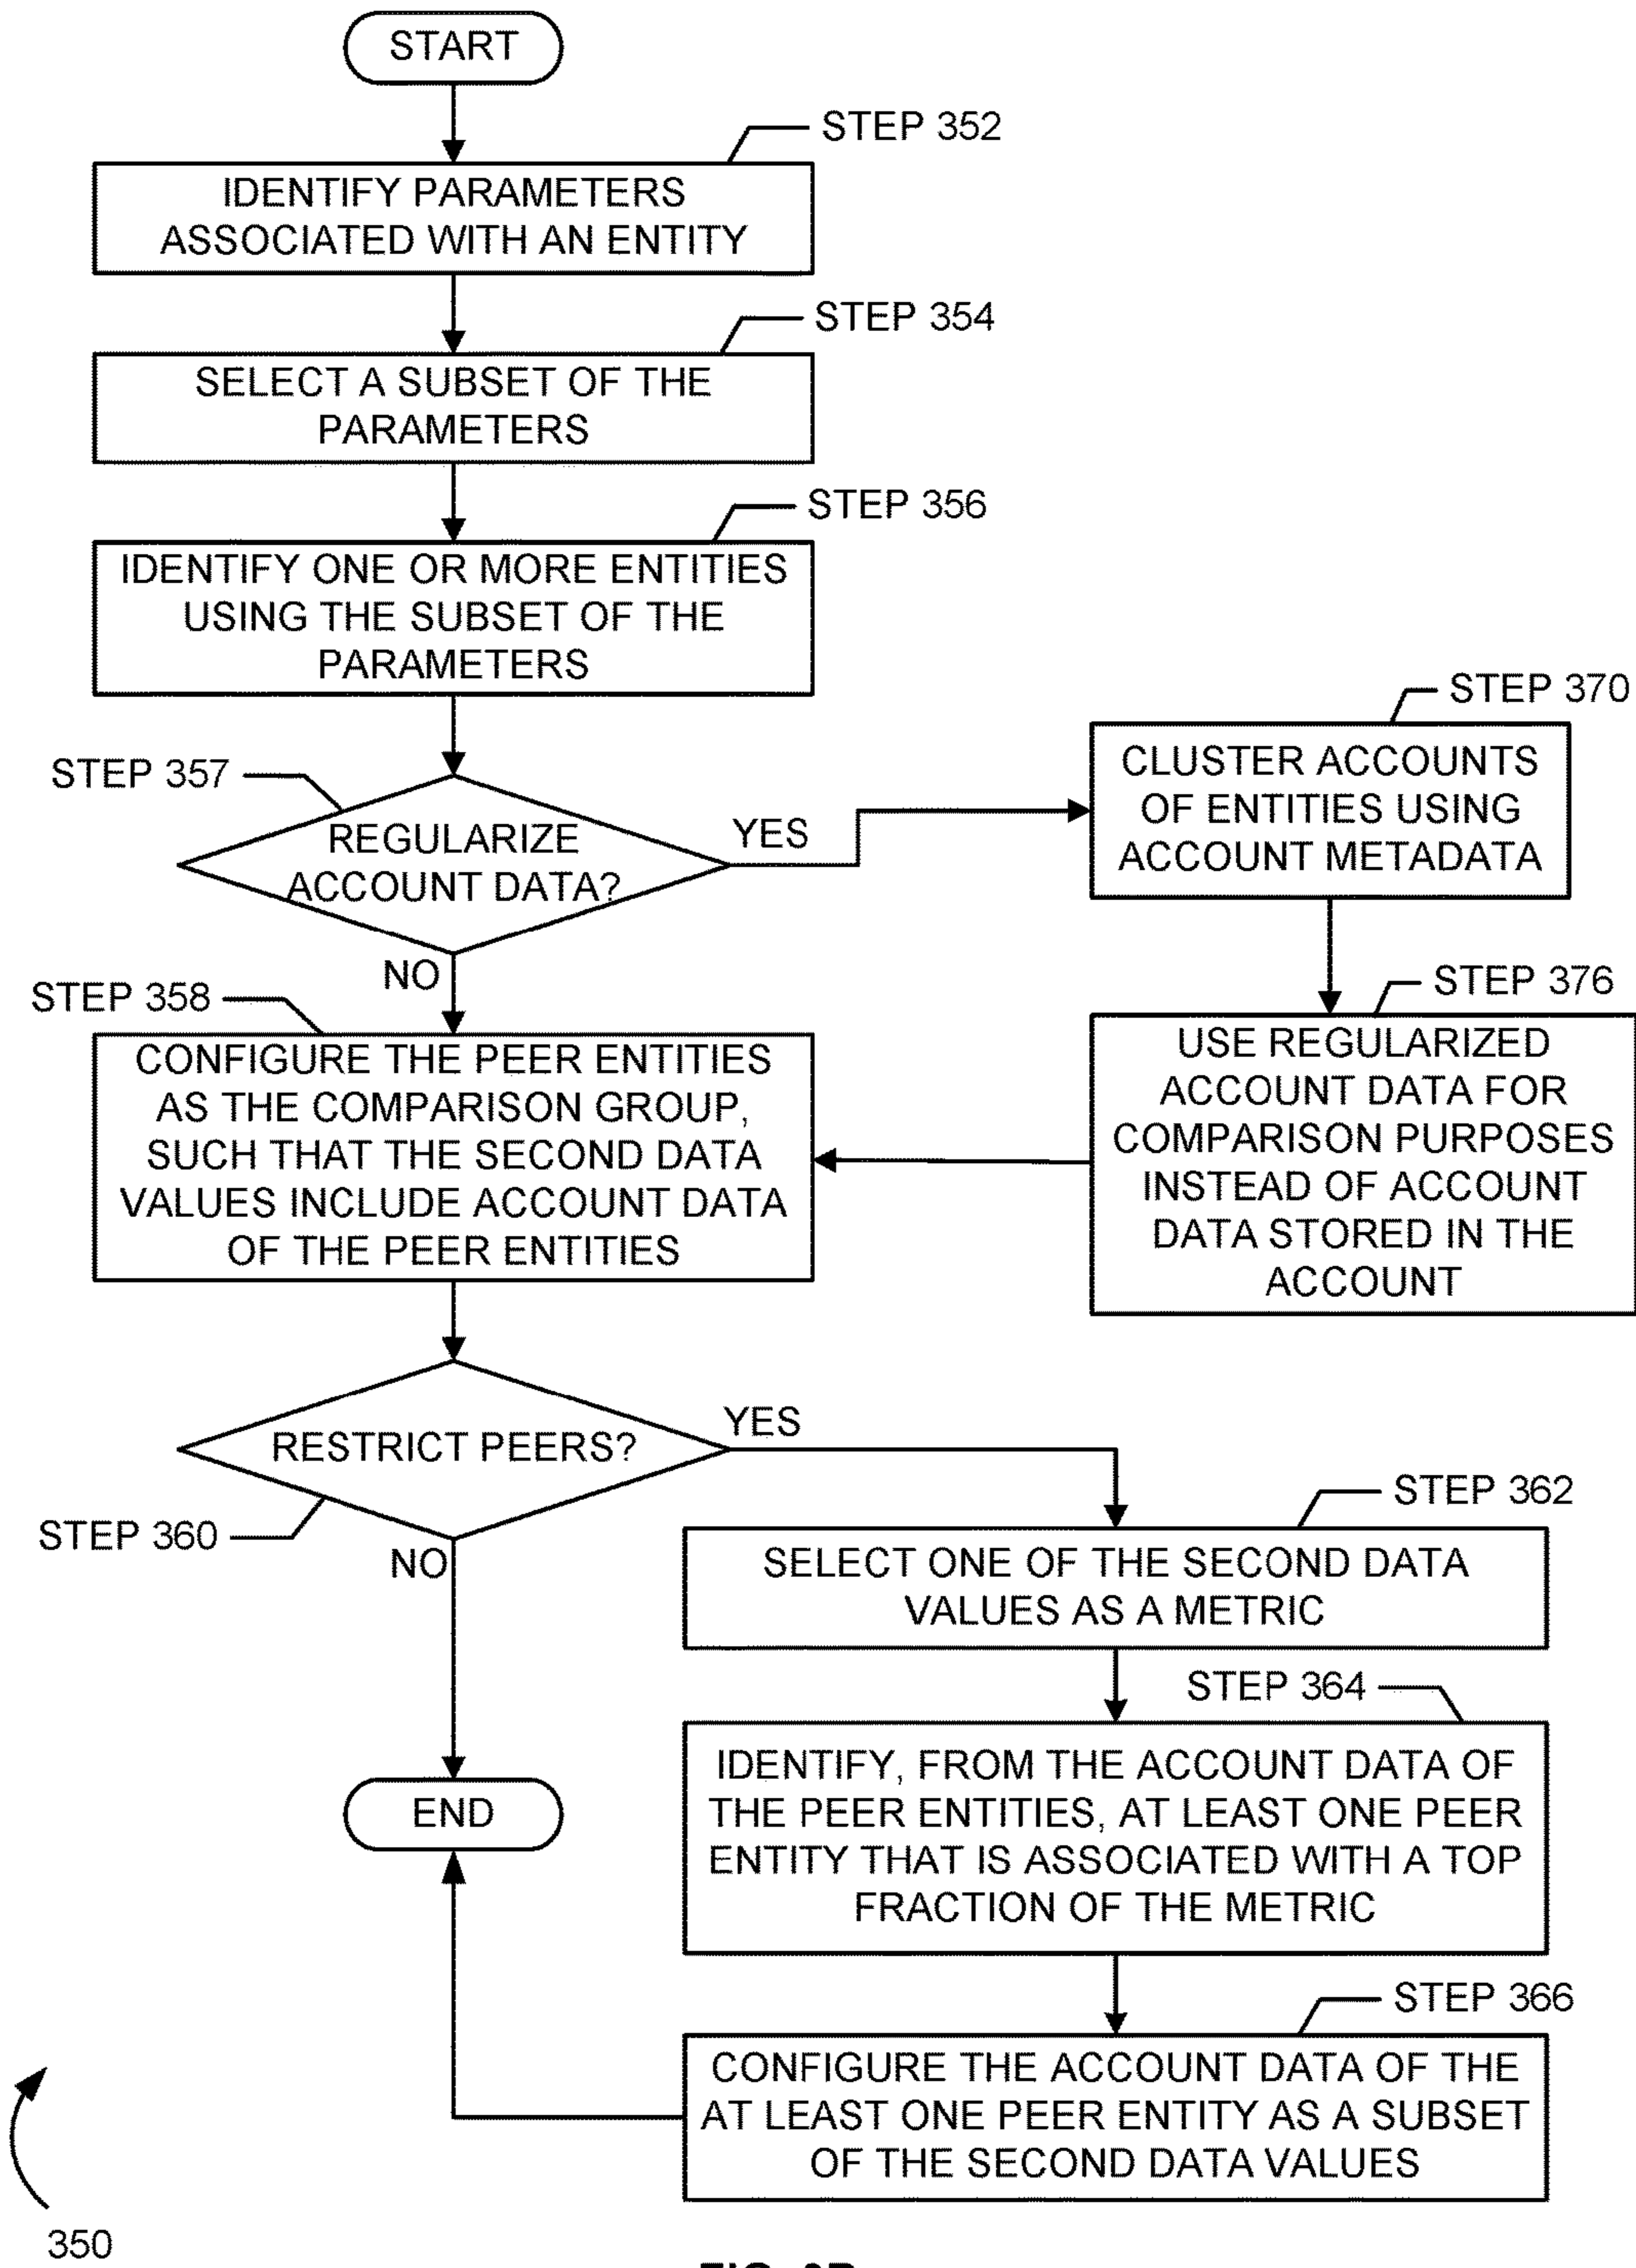 START
STEP 352
IDENTIFY PARAMETERS
ASSOCIATED WITH AN ENTITY
STEP 354
SELECT A SUBSET OF THE
PARAMETERS
STEP 356
IDENTIFY ONE OR MORE ENTITIES
USING THE SUBSET OF THE
PARAMETERS
STEP 357
REGULARIZE
ACCOUNT DATA?
YES
NO
STEP 370
CLUSTER ACCOUNTS
OF ENTITIES USING
ACCOUNT METADATA
STEP 376
USE REGULARIZED
ACCOUNT DATA FOR
COMPARISON PURPOSES
INSTEAD OF ACCOUNT
DATA STORED IN THE
ACCOUNT
STEP 358
CONFIGURE THE PEER ENTITIES
AS THE COMPARISON GROUP,
SUCH THAT THE SECOND DATA
VALUES INCLUDE ACCOUNT DATA
OF THE PEER ENTITIES
RESTRICT PEERS?
YES
STEP 360
NO
STEP 362
SELECT ONE OF THE SECOND DATA
VALUES AS A METRIC
STEP 364
IDENTIFY, FROM THE ACCOUNT DATA OF
THE PEER ENTITIES, AT LEAST ONE PEER
ENTITY THAT IS ASSOCIATED WITH A TOP
FRACTION OF THE METRIC
STEP 366
CONFIGURE THE ACCOUNT DATA OF THE
AT LEAST ONE PEER ENTITY AS A SUBSET
OF THE SECOND DATA VALUES
END
350